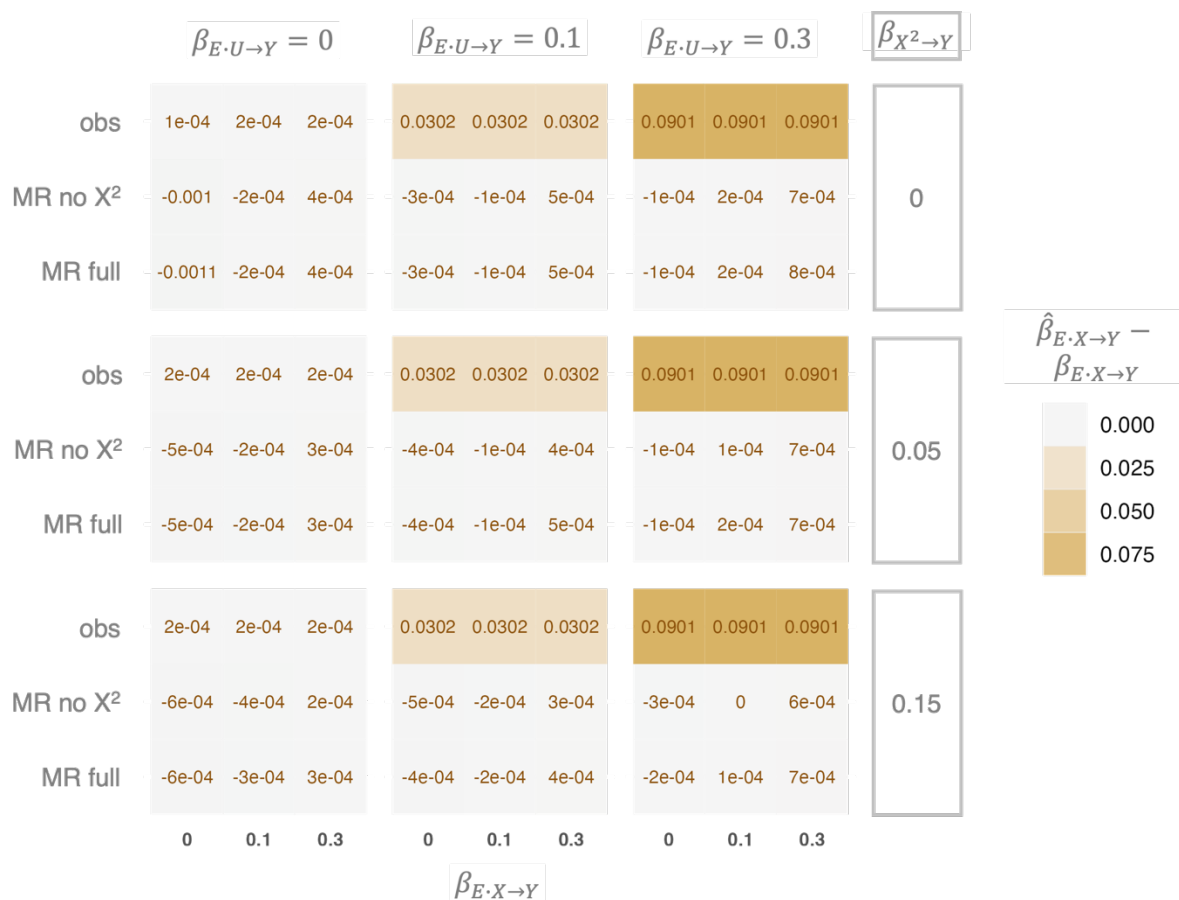 β_{E·U→Y} = 0 β_{E·U→Y} = 0.1 β_{E·U→Y} = 0.3 β_{X²→Y}
obs 1e-04 2e-04 2e-04 0.0302 0.0302 0.0302 0.0901 0.0901 0.0901
MR no X² -0.001 -2e-04 4e-04 -3e-04 -1e-04 5e-04 -1e-04 2e-04 7e-04 0
MR full -0.0011 -2e-04 4e-04 -3e-04 -1e-04 5e-04 -1e-04 2e-04 8e-04
obs 2e-04 2e-04 2e-04 0.0302 0.0302 0.0302 0.0901 0.0901 0.0901
MR no X² -5e-04 -2e-04 3e-04 -4e-04 -1e-04 4e-04 -1e-04 1e-04 7e-04 0.05
MR full -5e-04 -2e-04 3e-04 -4e-04 -1e-04 5e-04 -1e-04 2e-04 7e-04
obs 2e-04 2e-04 2e-04 0.0302 0.0302 0.0302 0.0901 0.0901 0.0901
MR no X² -6e-04 -4e-04 2e-04 -5e-04 -2e-04 3e-04 -3e-04 0 6e-04 0.15
MR full -6e-04 -3e-04 3e-04 -4e-04 -2e-04 4e-04 -2e-04 1e-04 7e-04
0 0.1 0.3 0 0.1 0.3 0 0.1 0.3
β_{E·X→Y}
β̂_{E·X→Y} −
β_{E·X→Y}
0.000
0.025
0.050
0.075